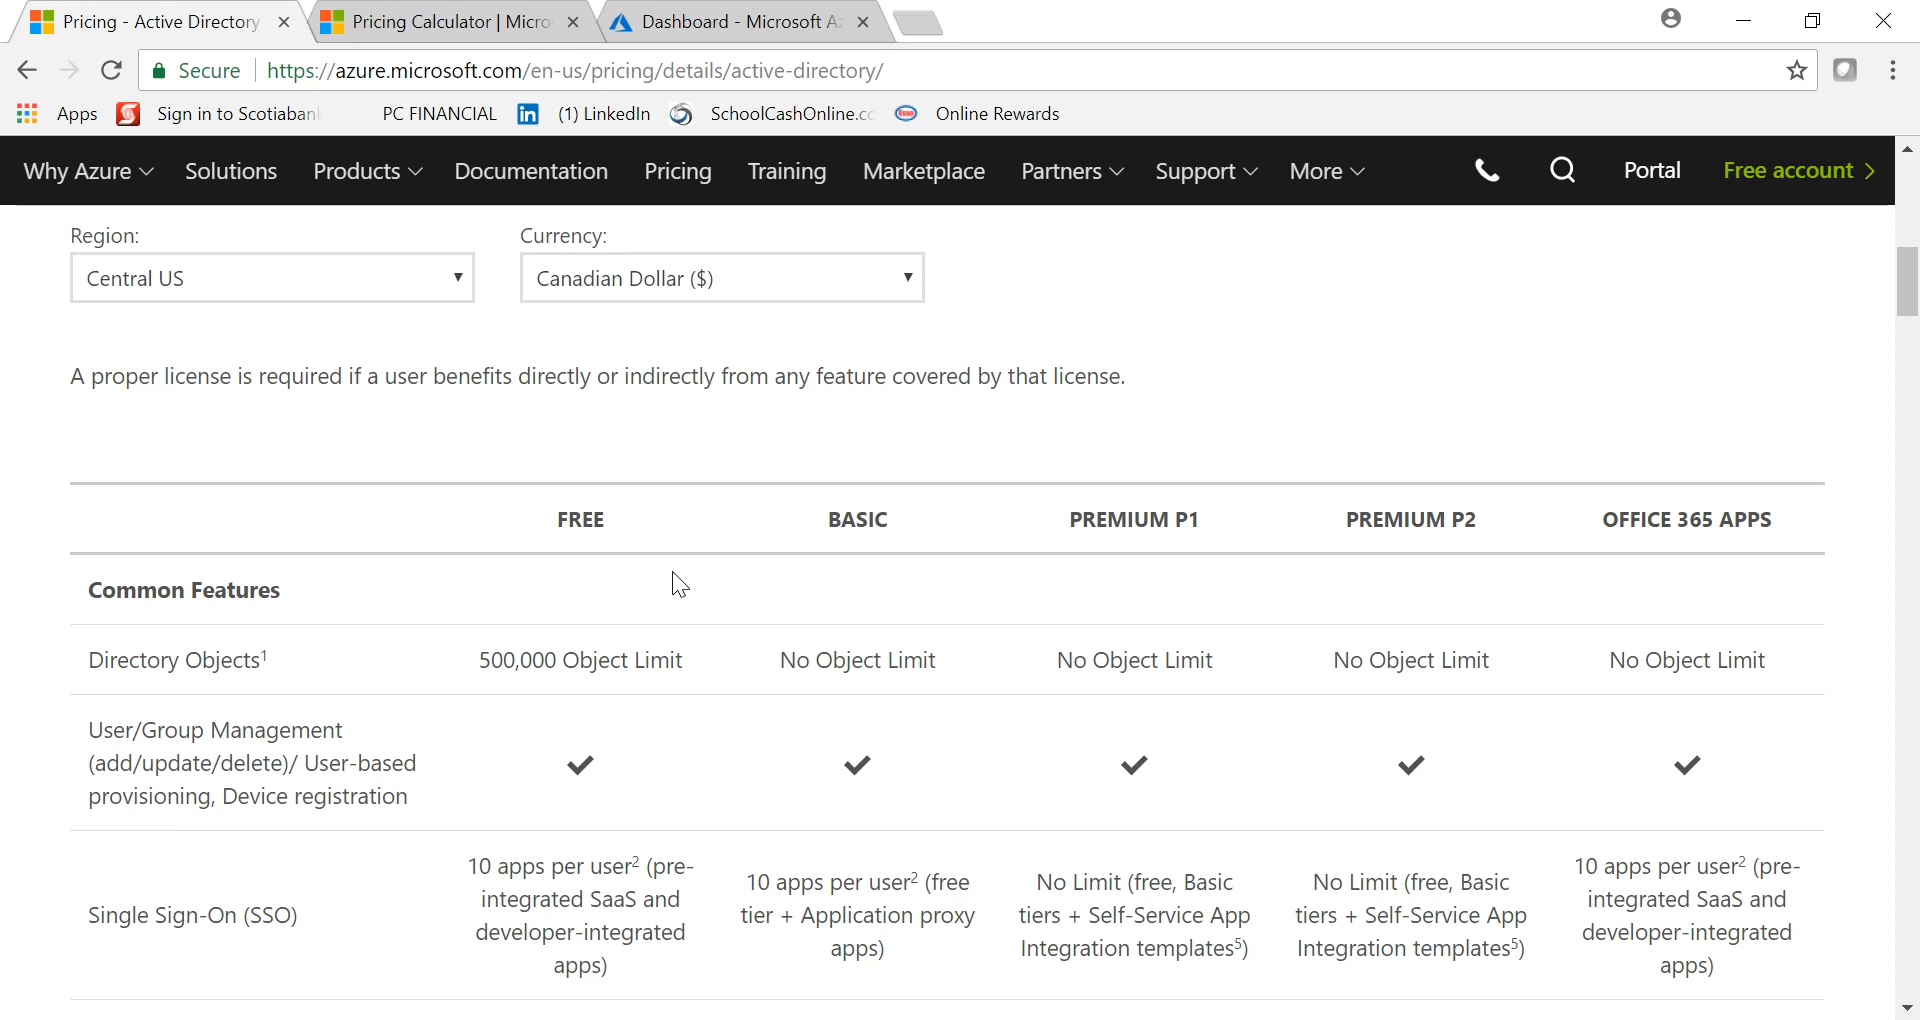 Pricing - Active Directory
Pricing Calculator | Micro
Dashboard - Microsoft Az
Secure https://azure.microsoft.com/en-us/pricing/details/active-directory/
Apps Sign in to Scotiaban PC FINANCIAL in (1) LinkedIn SchoolCashOnline.co Esso Online Rewards
Why Azure Solutions Products Documentation Pricing Training Marketplace Partners Support More Portal Free account >
Region: Currency:
Central US Canadian Dollar ($)
A proper license is required if a user benefits directly or indirectly from any feature covered by that license.
FREE BASIC PREMIUM P1 PREMIUM P2 OFFICE 365 APPS
Common Features
Directory Objects¹ 500,000 Object Limit No Object Limit No Object Limit No Object Limit No Object Limit
User/Group Management
(add/update/delete)/ User-based
provisioning, Device registration
Single Sign-On (SSO)
10 apps per user² (pre-
integrated SaaS and
developer-integrated
apps)
10 apps per user² (free
tier + Application proxy
apps)
No Limit (free, Basic
tiers + Self-Service App
Integration templates⁵)
No Limit (free, Basic
tiers + Self-Service App
Integration templates⁵)
10 apps per user² (pre-
integrated SaaS and
developer-integrated
apps)